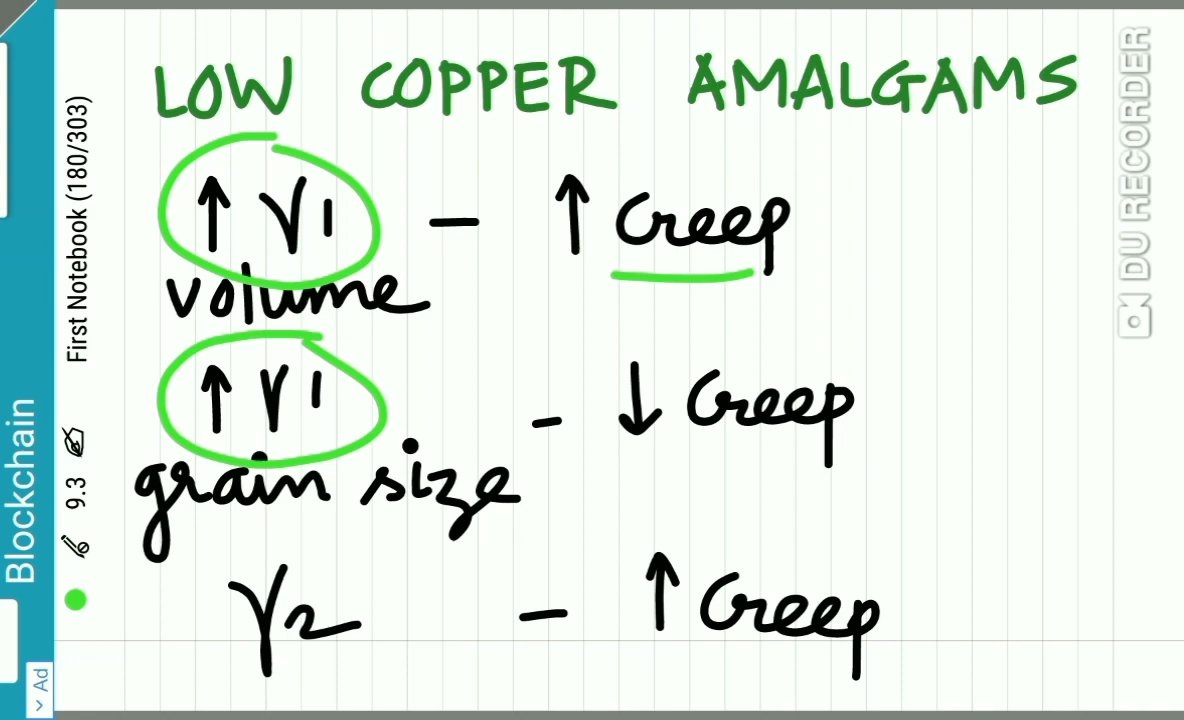 LOW COPPER AMALGAMS
↑ γ1 – ↑ Creep
volume
↑ γ1 – ↓ Creep
grain size
γ2 – ↑ Creep
First Notebook (180/303)
9.3
Blockchain
Ad
DU RECORDER